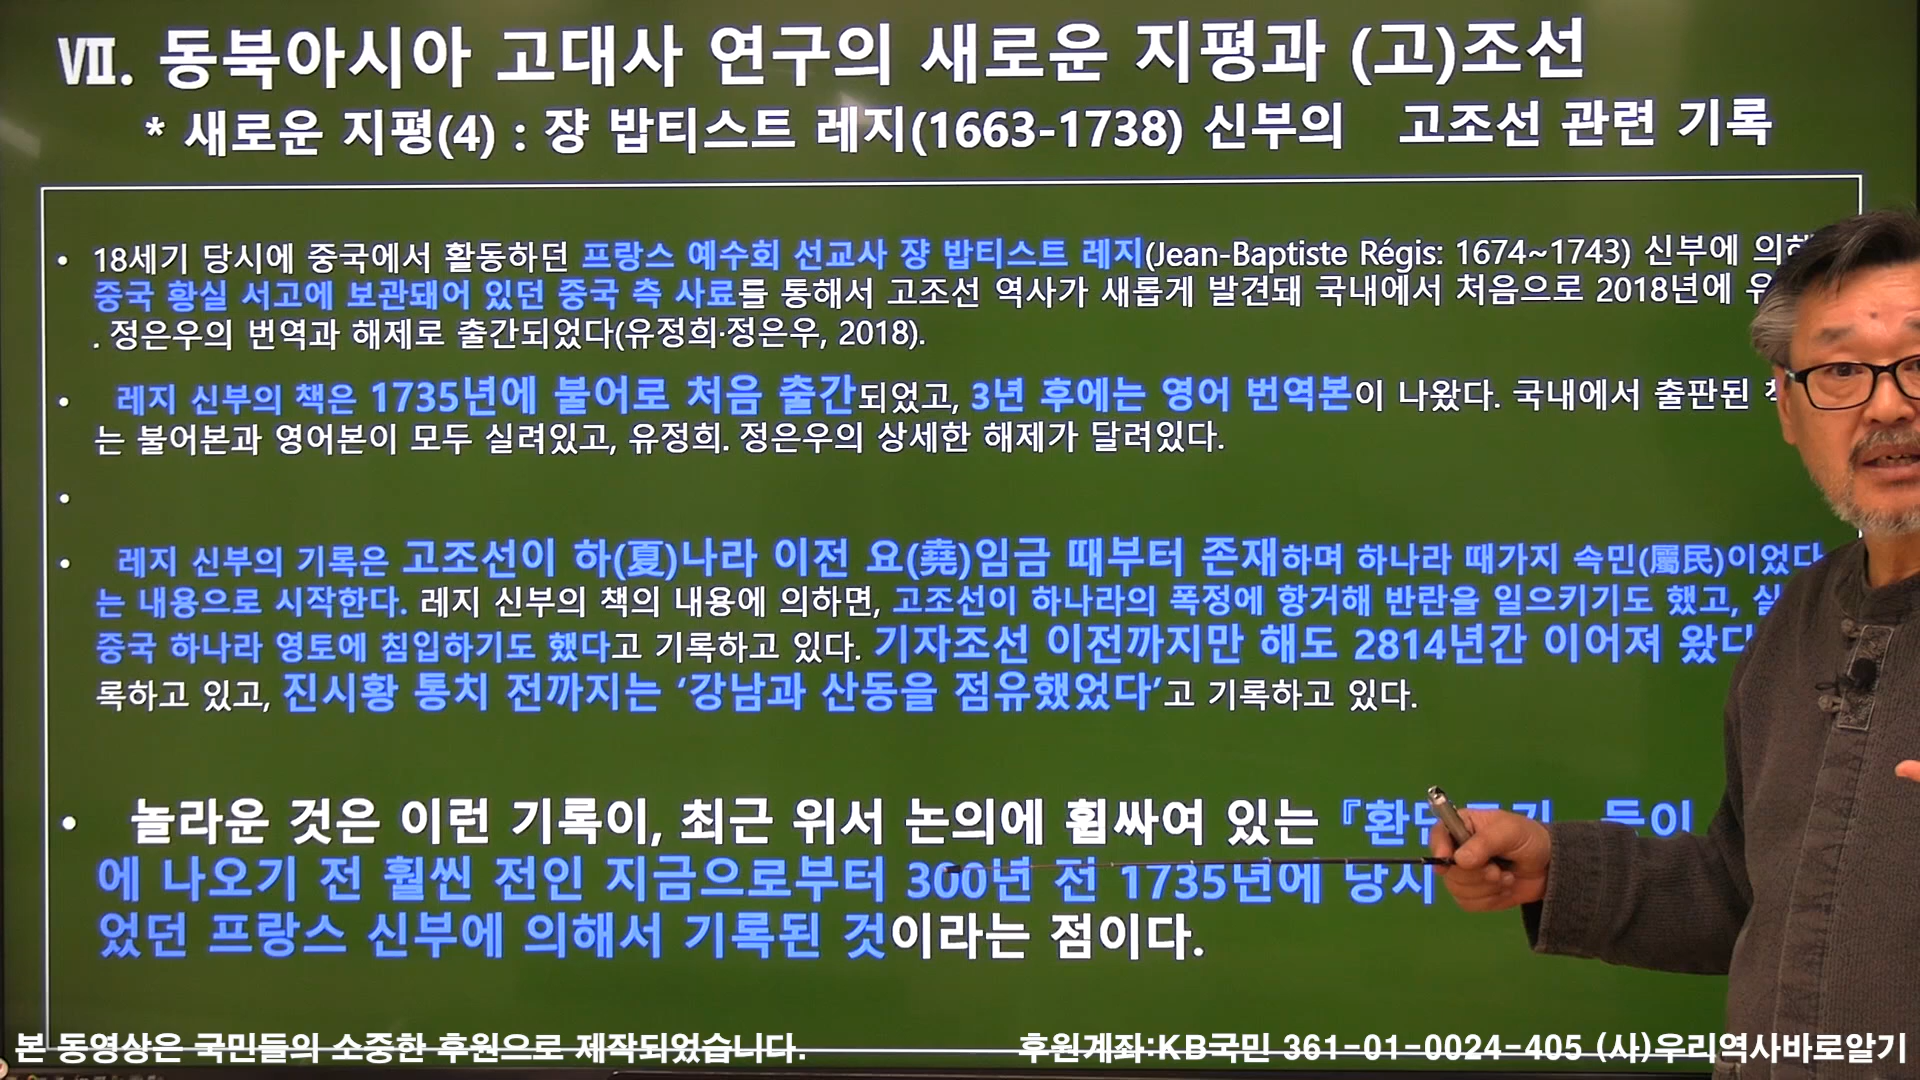 Ⅶ. 동북아시아 고대사 연구의 새로운 지평과 (고)조선
* 새로운 지평(4) : 쟝 밥티스트 레지(1663-1738) 신부의 고조선 관련 기록
• 18세기 당시에 중국에서 활동하던 프랑스 예수회 선교사 쟝 밥티스트 레지(Jean-Baptiste Régis: 1674~1743) 신부에
중국 황실 서고에 보관돼어 있던 중국 측 사료를 통해서 고조선 역사가 새롭게 발견돼 국내에서 처음으로 2018년에
. 정은우의 번역과 해제로 출간되었다(유정희·정은우, 2018).
• 레지 신부의 책은 1735년에 불어로 처음 출간되었고, 3년 후에는 영어 번역본이 나왔다. 국내에서 출판된
는 불어본과 영어본이 모두 실려있고, 유정희. 정은우의 상세한 해제가 달려있다.
•
• 레지 신부의 기록은 고조선이 하(夏)나라 이전 요(堯)임금 때부터 존재하며 하나라 때가지 속민(屬民)이었다
는 내용으로 시작한다. 레지 신부의 책의 내용에 의하면, 고조선이 하나라의 폭정에 항거해 반란을 일으키기도 했고,
중국 하나라 영토에 침입하기도 했다고 기록하고 있다. 기자조선 이전까지만 해도 2814년간 이어져 왔다
록하고 있고, 진시황 통치 전까지는 ‘강남과 산동을 점유했었다’고 기록하고 있다.
• 놀라운 것은 이런 기록이, 최근 위서 논의에 휩싸여 있는
에 나오기 전 훨씬 전인 지금으로부터 300년 전 1735년에 당시
었던 프랑스 신부에 의해서 기록된 것이라는 점이다.
본 동영상은 국민들의 소중한 후원으로 제작되었습니다.
후원계좌:KB국민 361-01-0024-405 (사)우리역사바로알기